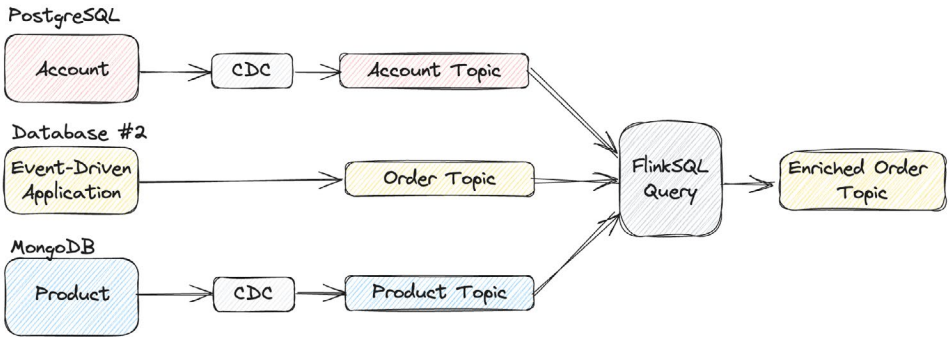 PostgreSQL
Account
CDC
Account Topic
Database #2
Event-Driven
Application
Order Topic
FlinkSQL
Query
Enriched Order
Topic
MongoDB
Product
CDC
Product Topic